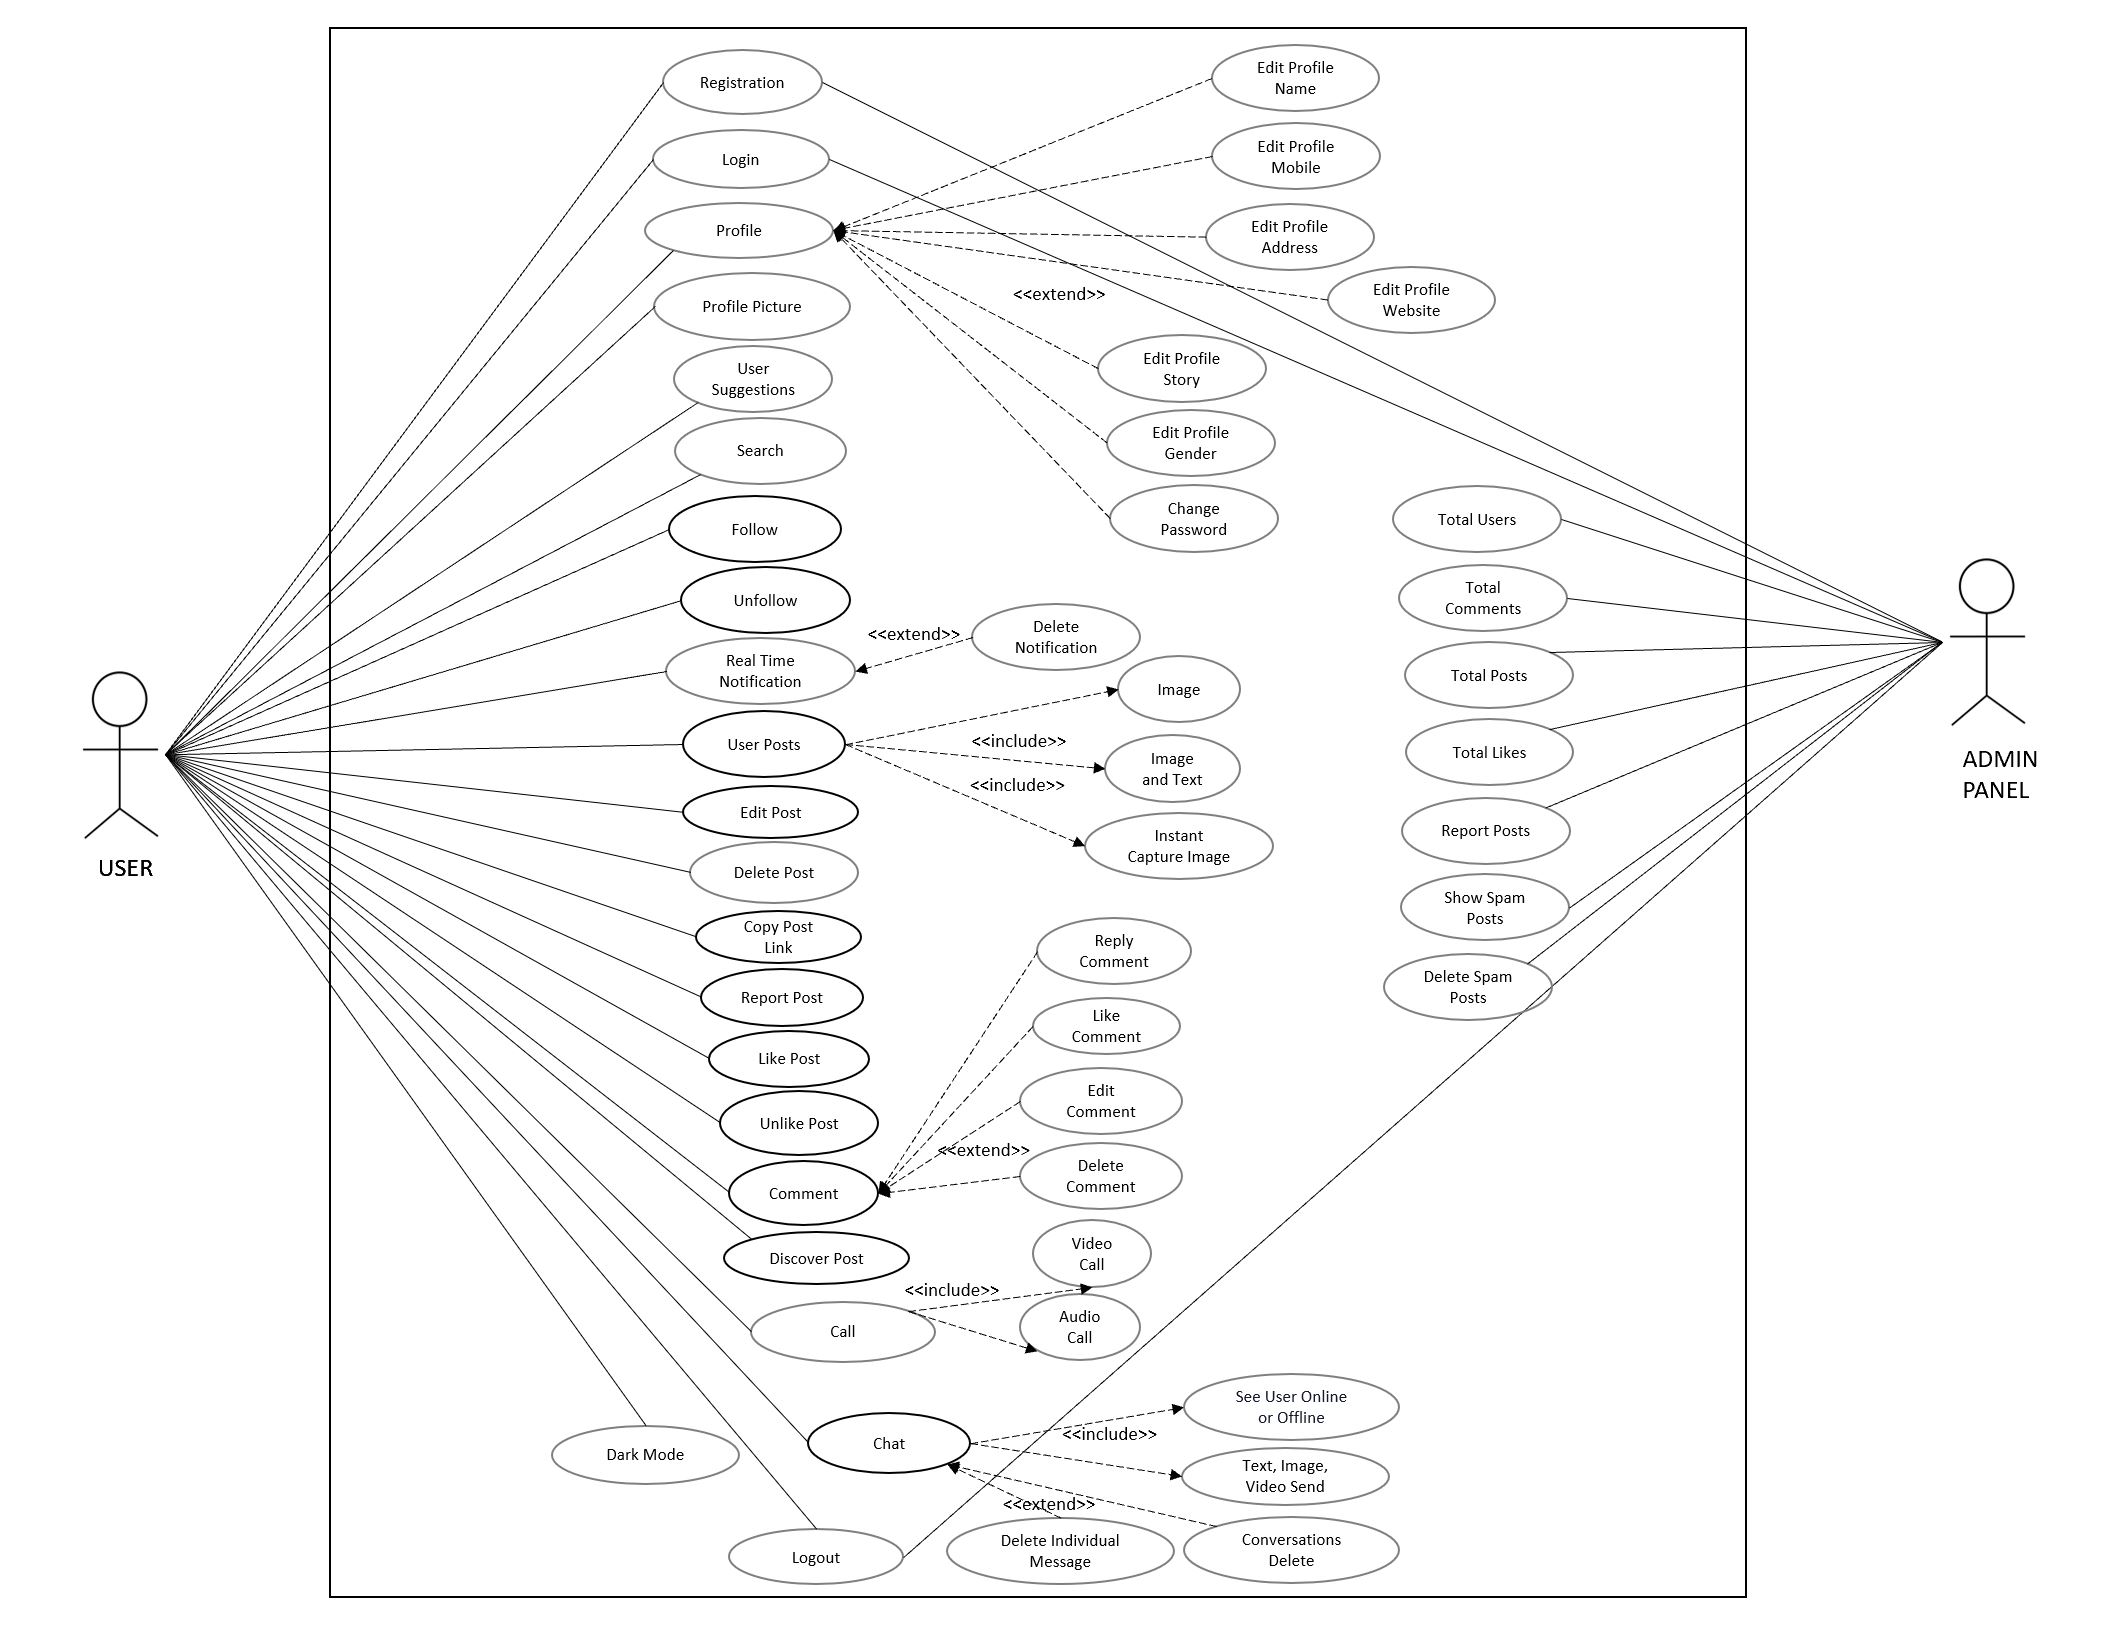 Registration
Login
Profile
Profile Picture
User
Suggestions
Search
Follow
Unfollow
Real Time
Notification
User Posts
Edit Post
Delete Post
Copy Post
Link
Report Post
Like Post
Unlike Post
Comment
Discover Post
Call
Dark Mode
Chat
Logout
USER
Edit Profile
Name
Edit Profile
Mobile
Edit Profile
Address
Edit Profile
Website
<<extend>>
Edit Profile
Story
Edit Profile
Gender
Change
Password
<<extend>>
Delete
Notification
Image
<<include>>
Image
and Text
<<include>>
Instant
Capture Image
Reply
Comment
Like
Comment
Edit
Comment
<<extend>>
Delete
Comment
Video
Call
<<include>>
Audio
Call
See User Online
or Offline
<<include>>
Text, Image,
Video Send
<<extend>>
Delete Individual
Message
Conversations
Delete
Total Users
Total
Comments
Total Posts
Total Likes
Report Posts
Show Spam
Posts
Delete Spam
Posts
ADMIN
PANEL